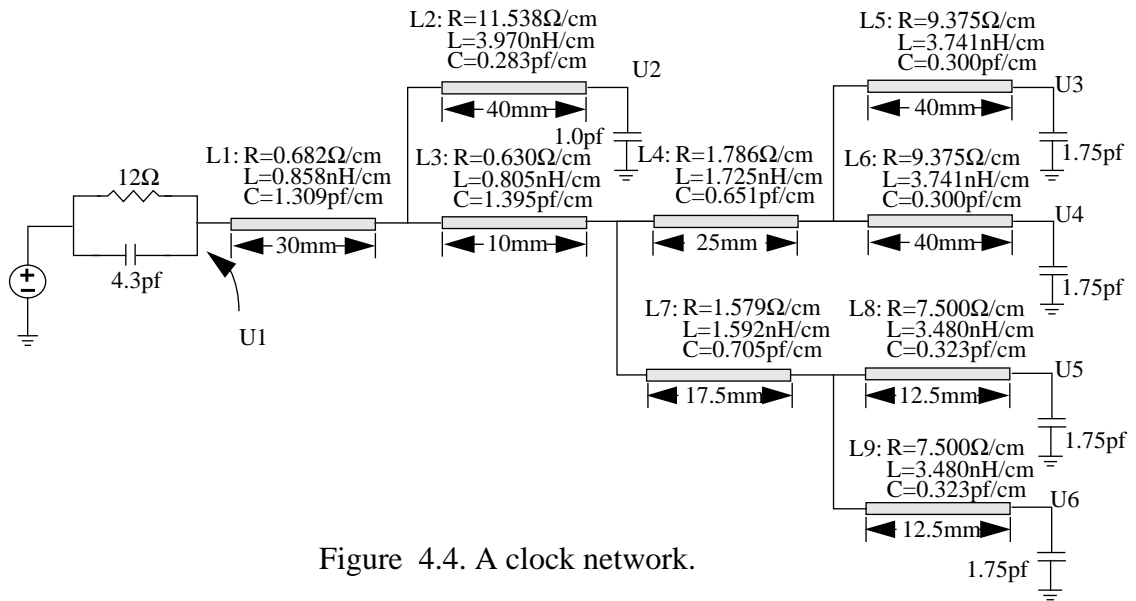 L2: R=11.538Ω/cm
L=3.970nH/cm
C=0.283pf/cm
U2
40mm
1.0pf
L5: R=9.375Ω/cm
L=3.741nH/cm
C=0.300pf/cm
U3
40mm
1.75pf
12Ω
4.3pf
U1
L1: R=0.682Ω/cm
L=0.858nH/cm
C=1.309pf/cm
30mm
L3: R=0.630Ω/cm
L=0.805nH/cm
C=1.395pf/cm
10mm
L4: R=1.786Ω/cm
L=1.725nH/cm
C=0.651pf/cm
25mm
L6: R=9.375Ω/cm
L=3.741nH/cm
C=0.300pf/cm
U4
40mm
1.75pf
L7: R=1.579Ω/cm
L=1.592nH/cm
C=0.705pf/cm
17.5mm
L8: R=7.500Ω/cm
L=3.480nH/cm
C=0.323pf/cm
U5
12.5mm
1.75pf
L9: R=7.500Ω/cm
L=3.480nH/cm
C=0.323pf/cm
U6
12.5mm
1.75pf
Figure 4.4. A clock network.